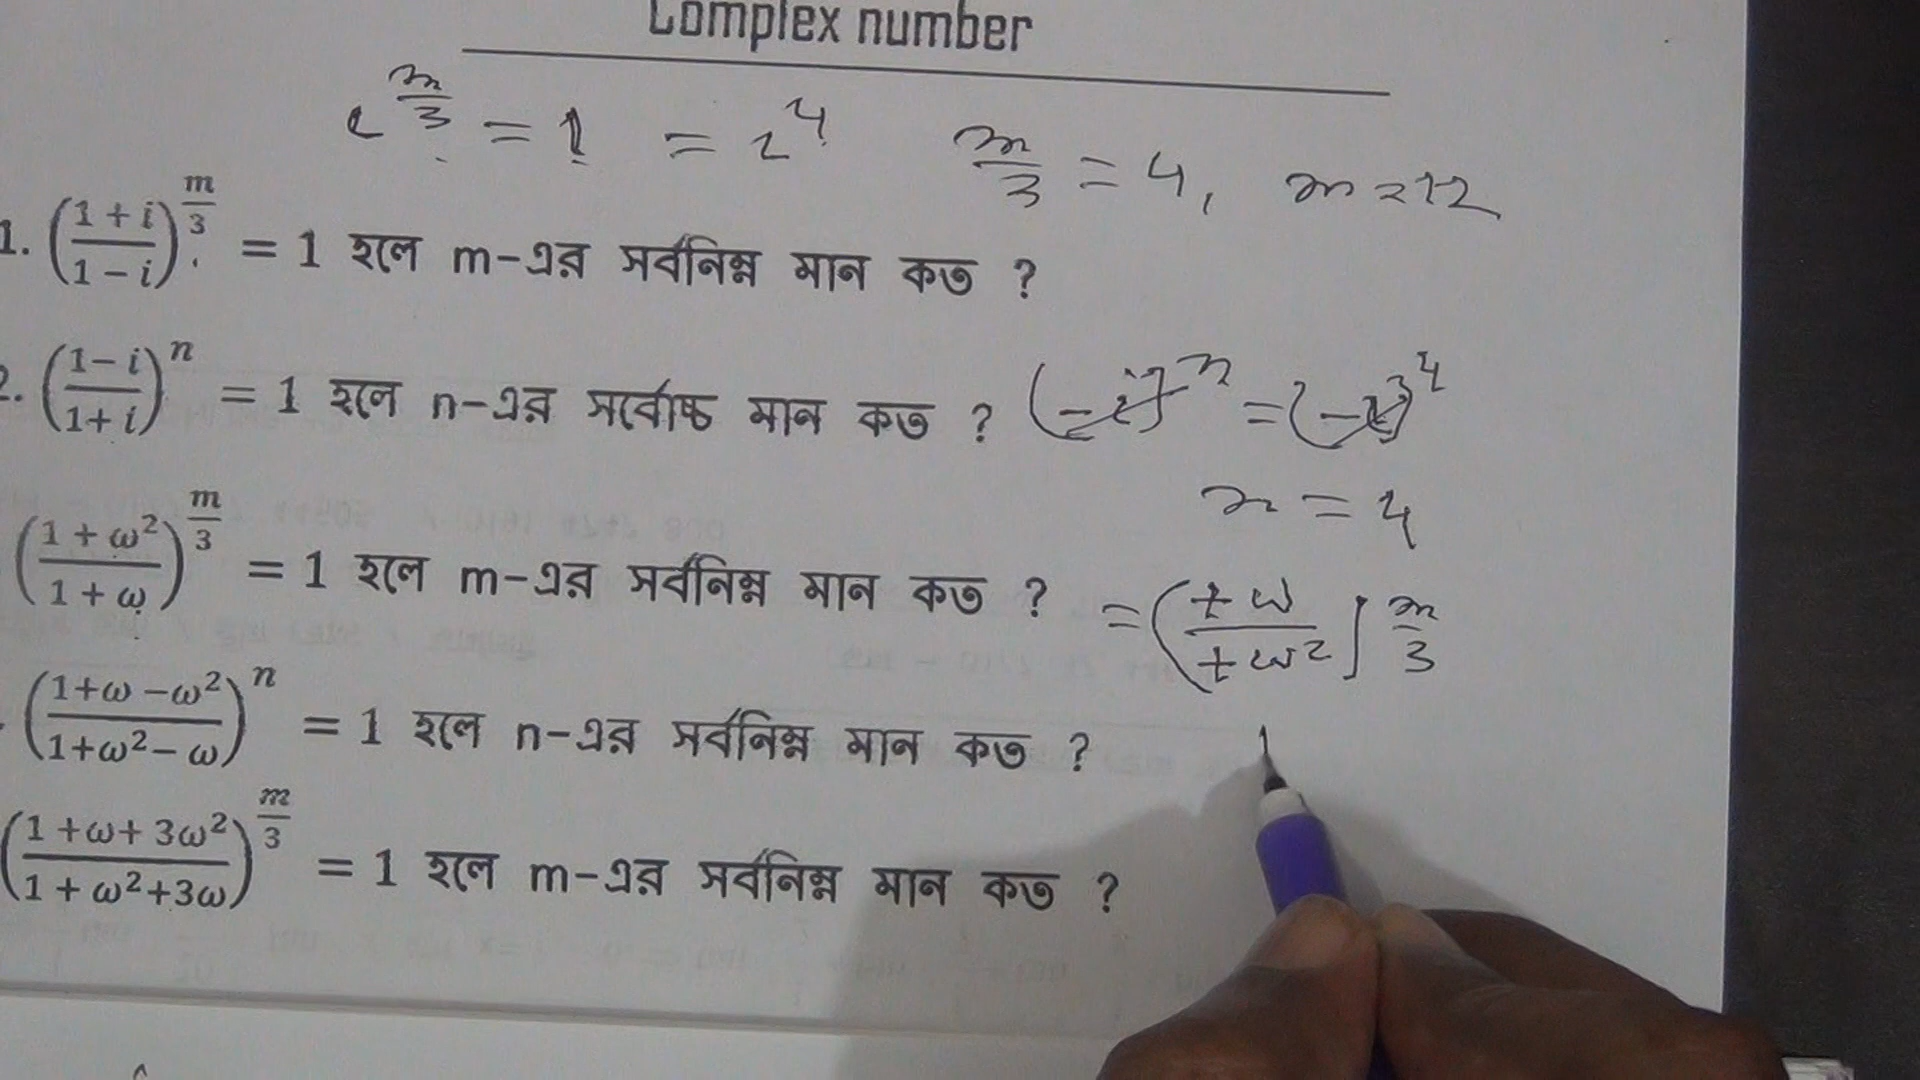 Complex number
i^(m/3) = 1 = i^4   m/3 = 4,   m = 12
1. ((1 + i)/(1 − i))^(m/3) = 1 হলে m-এর সর্বনিম্ন মান কত ?
2. ((1− i)/(1+ i))^n = 1 হলে n-এর সর্বোচ্চ মান কত ? (−i)^n = (−i)^4
n = 4
((1 + ω²)/(1 + ω))^(m/3) = 1 হলে m-এর সর্বনিম্ন মান কত ? = (+ω/+ω²)^(m/3)
((1+ω −ω²)/(1+ω²− ω))^n = 1 হলে n-এর সর্বনিম্ন মান কত ?
((1 +ω+ 3ω²)/(1 + ω²+3ω))^(m/3) = 1 হলে m-এর সর্বনিম্ন মান কত ?